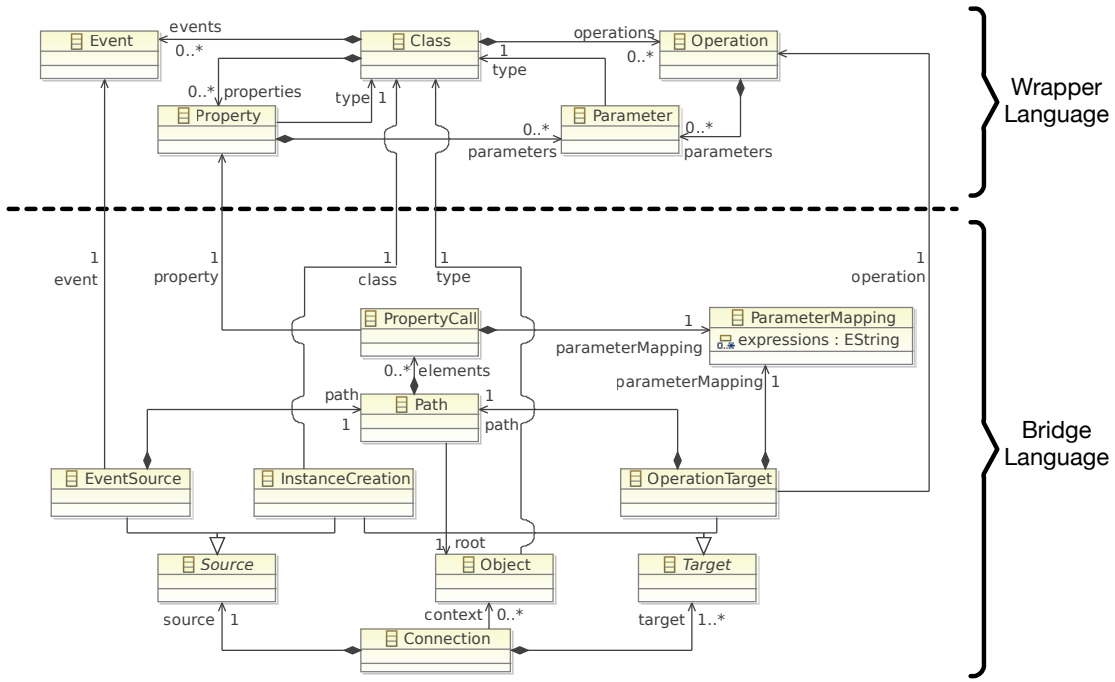 Event
events
0..*
Class
operations
0..*
Operation
1
type
0..*
properties
type
1
Property
Parameter
0..*
parameters
0..*
parameters
Wrapper
Language
1
event
1
property
1
class
1
type
1
operation
PropertyCall
1
parameterMapping
ParameterMapping
expressions : EString
0..*
0..*
elements
parameterMapping
1
path
1
Path
1
path
Bridge
Language
EventSource
InstanceCreation
OperationTarget
1
root
Source
Object
Target
source
1
context
0..*
target
1..*
Connection